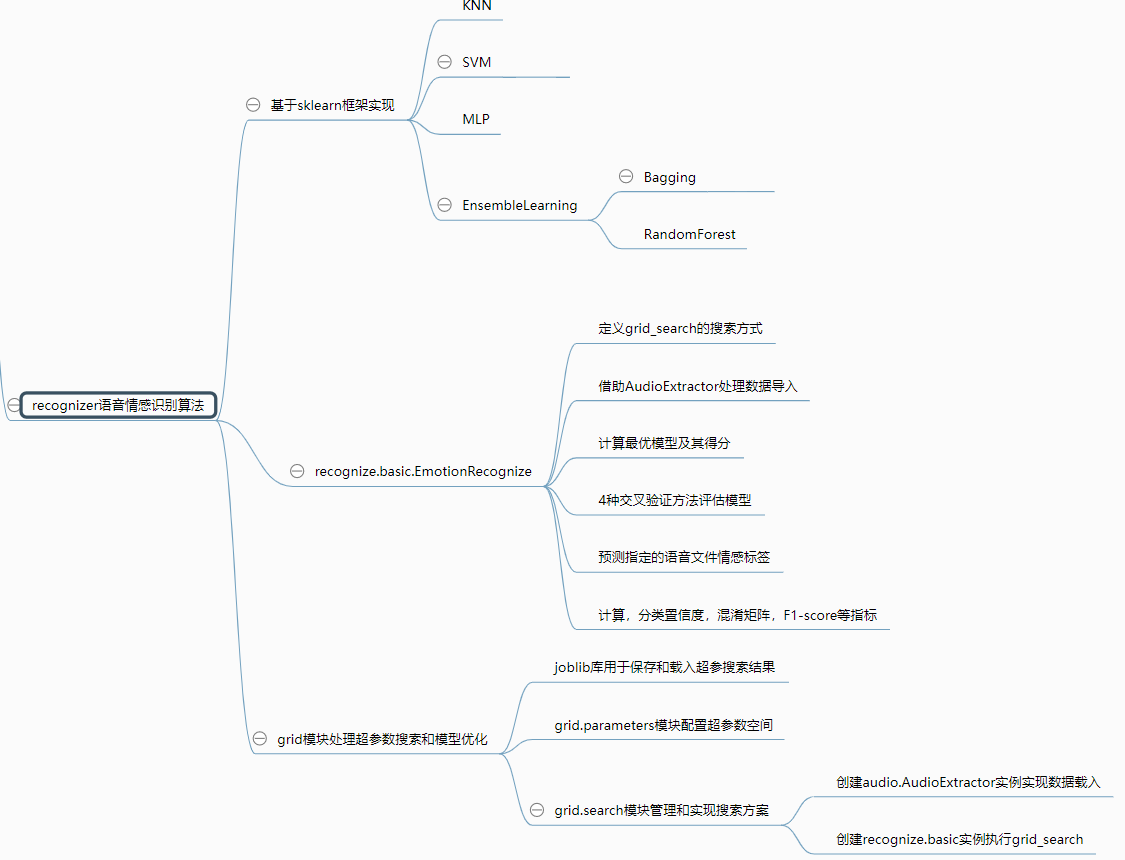 KNN
SVM
基于sklearn框架实现
MLP
Bagging
EnsembleLearning
RandomForest
定义grid_search的搜索方式
借助AudioExtractor处理数据导入
recognizer语音情感识别算法
计算最优模型及其得分
recognize.basic.EmotionRecognize
4种交叉验证方法评估模型
预测指定的语音文件情感标签
计算，分类置信度，混淆矩阵，F1-score等指标
joblib库用于保存和载入超参搜索结果
grid.parameters模块配置超参数空间
grid模块处理超参数搜索和模型优化
创建audio.AudioExtractor实例实现数据载入
grid.search模块管理和实现搜索方案
创建recognize.basic实例执行grid_search